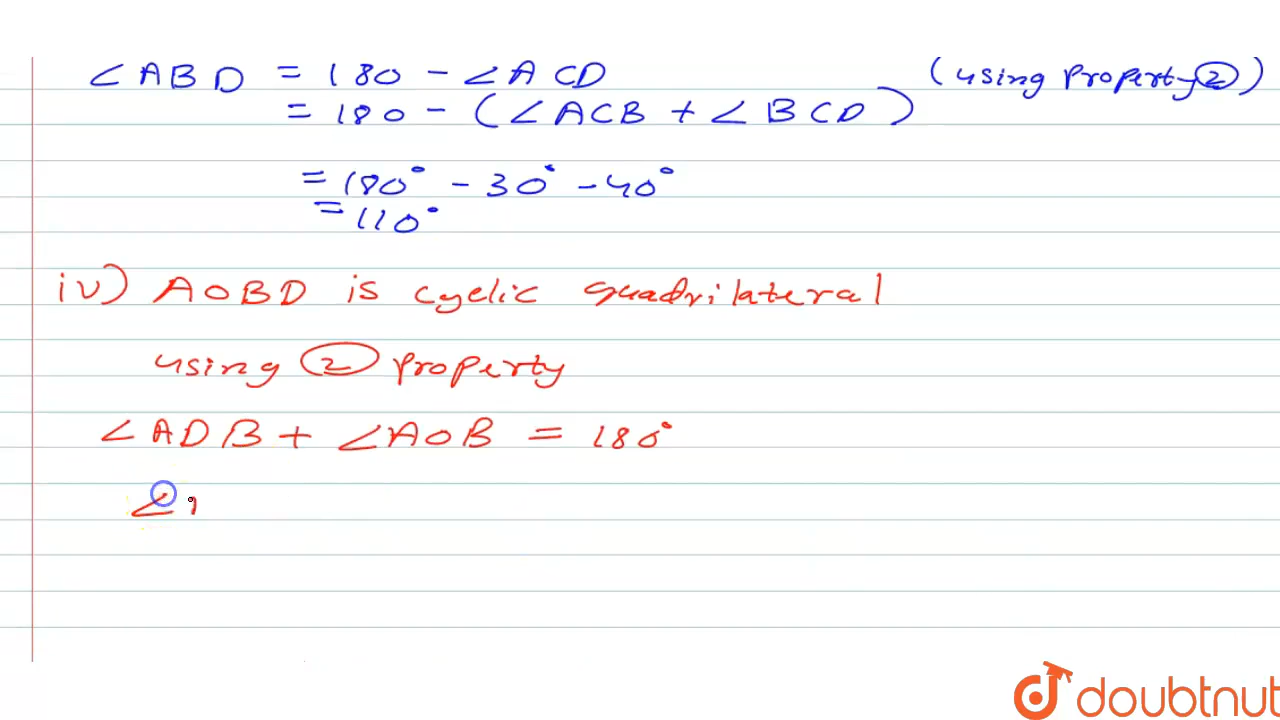 ∠ABD = 180 - ∠ACD (using Property ②)
= 180 - (∠ACB + ∠BCD)
= 180° - 30° - 40°
= 110°
iv) AOBD is cyclic quadrilateral
using ② property
∠ADB + ∠AOB = 180°
∠
doubtnut